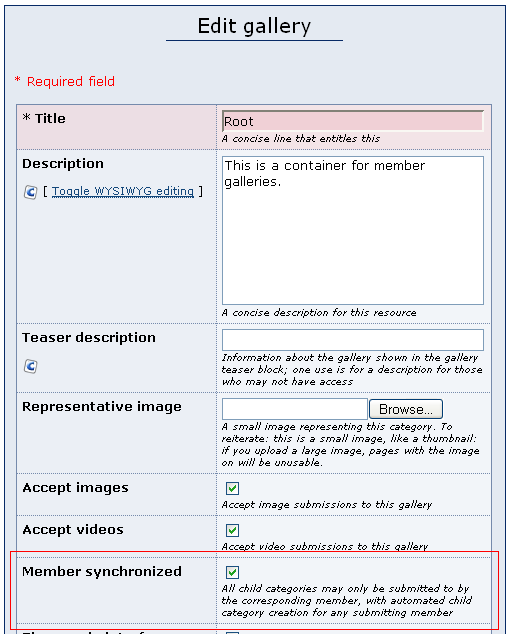 Edit gallery
* Required field
* Title
Root
A concise line that entitles this
Description
[ Toggle WYSIWYG editing ]
This is a container for member
galleries.
A concise description for this resource
Teaser description
Information about the gallery shown in the gallery
teaser block; one use is for a description for those
who may not have access
Representative image
Browse...
A small image representing this category. To
reiterate: this is a small image, like a thumbnail:
if you upload a large image, pages with the image
on will be unusable.
Accept images
Accept image submissions to this gallery
Accept videos
Accept video submissions to this gallery
Member synchronized
All child categories may only be submitted to by
the corresponding member, with automated child
category creation for any submitting member